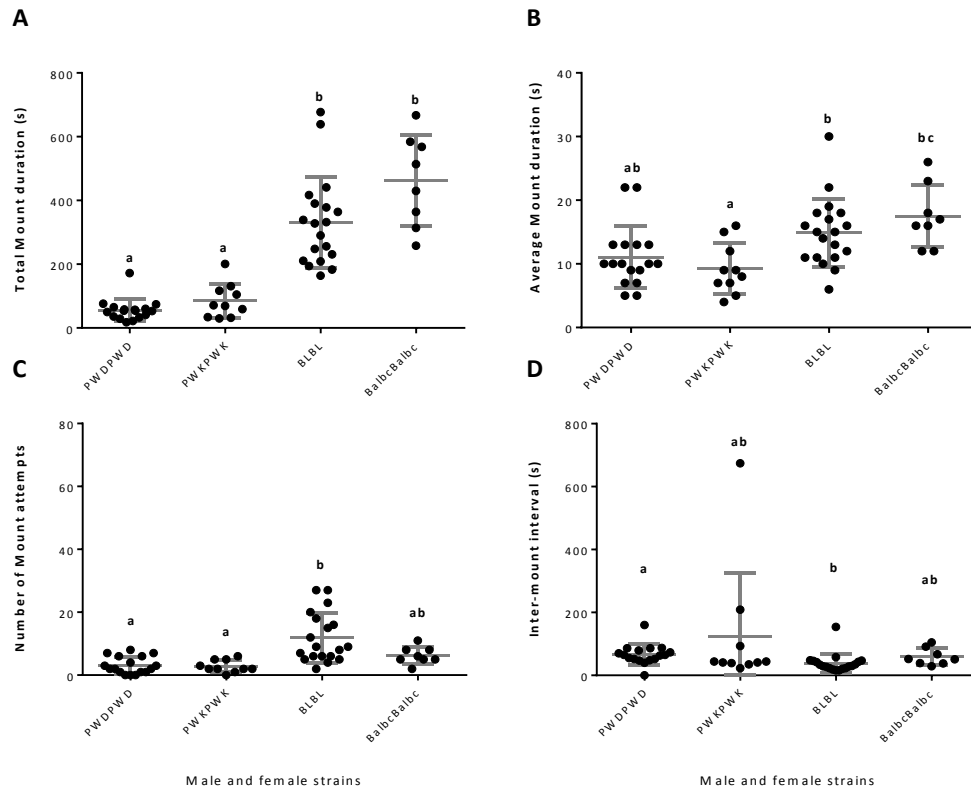 A
Total Mount duration (s)
800
600
400
200
0
a
a
b
b
PWDPWD
PWKPWK
BLBL
BalbcBalbc
B
Average Mount duration (s)
40
30
20
10
0
ab
a
b
bc
PWDPWD
PWKPWK
BLBL
BalbcBalbc
C
Number of Mount attempts
80
60
40
20
0
a
a
b
ab
PWDPWD
PWKPWK
BLBL
BalbcBalbc
Male and female strains
D
Inter-mount interval (s)
800
600
400
200
0
a
ab
b
ab
PWDPWD
PWKPWK
BLBL
BalbcBalbc
Male and female strains